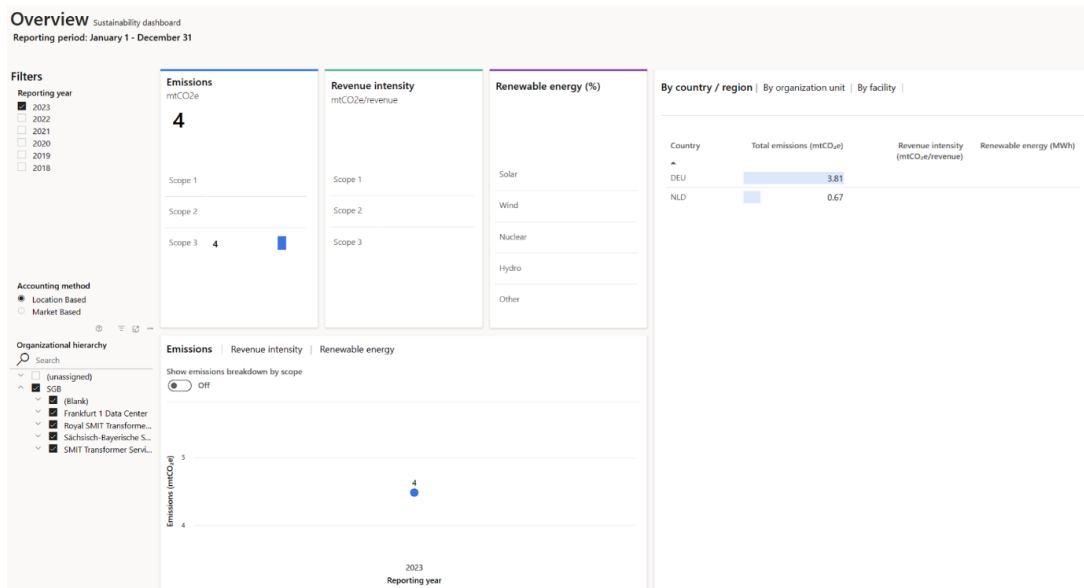 Overview Sustainability dashboard
Reporting period: January 1 - December 31
Filters
Reporting year
2023
2022
2021
2020
2019
2018
Accounting method
Location Based
Market Based
Organizational hierarchy
Search
(unassigned)
SGB
(Blank)
Frankfurt 1 Data Center
Royal SMIT Transforme...
Sächsisch-Bayerische S...
SMIT Transformer Servi...
Emissions
mtCO2e
4
Scope 1
Scope 2
Scope 3 4
Revenue intensity
mtCO2e/revenue
Scope 1
Scope 2
Scope 3
Renewable energy (%)
Solar
Wind
Nuclear
Hydro
Other
By country / region | By organization unit | By facility |
Country Total emissions (mtCO₂e) Revenue intensity (mtCO₂e/revenue) Renewable energy (MWh)
DEU 3.81
NLD 0.67
Emissions | Revenue intensity | Renewable energy
Show emissions breakdown by scope
Off
Emissions (mtCO₂e)
5
4
4
2023
Reporting year